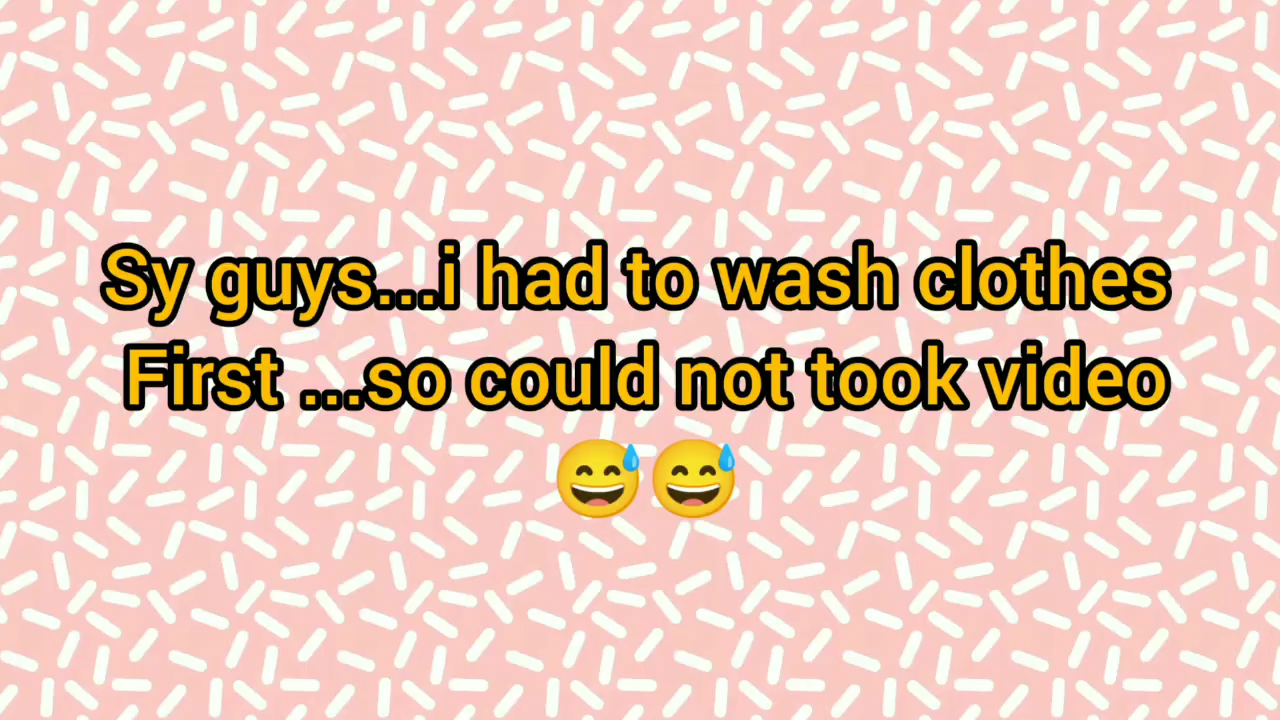 Sy guys...i had to wash clothes
First ...so could not took video
😅😅